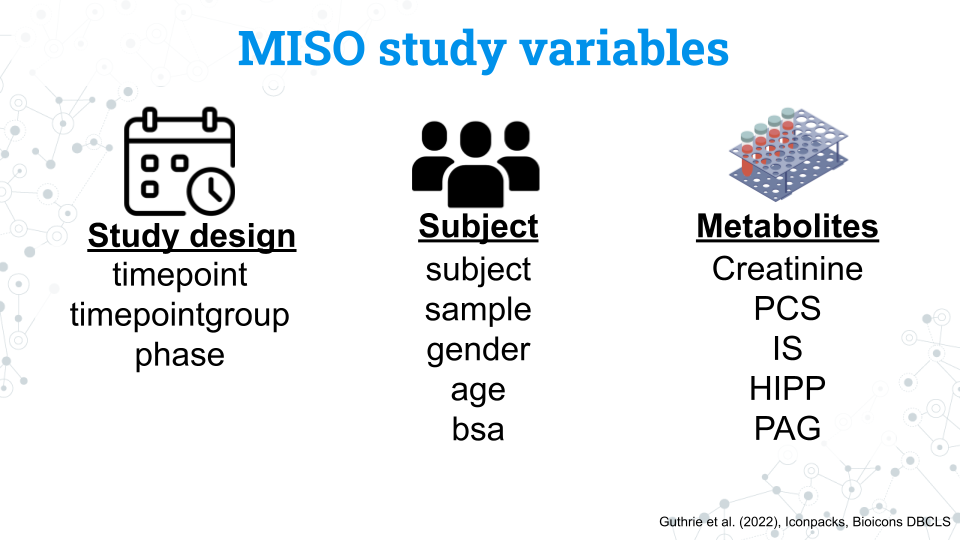 MISO study variables
Study design
timepoint
timepointgroup
phase
Subject
subject
sample
gender
age
bsa
Metabolites
Creatinine
PCS
IS
HIPP
PAG
Guthrie et al. (2022), Iconpacks, Bioicons DBCLS